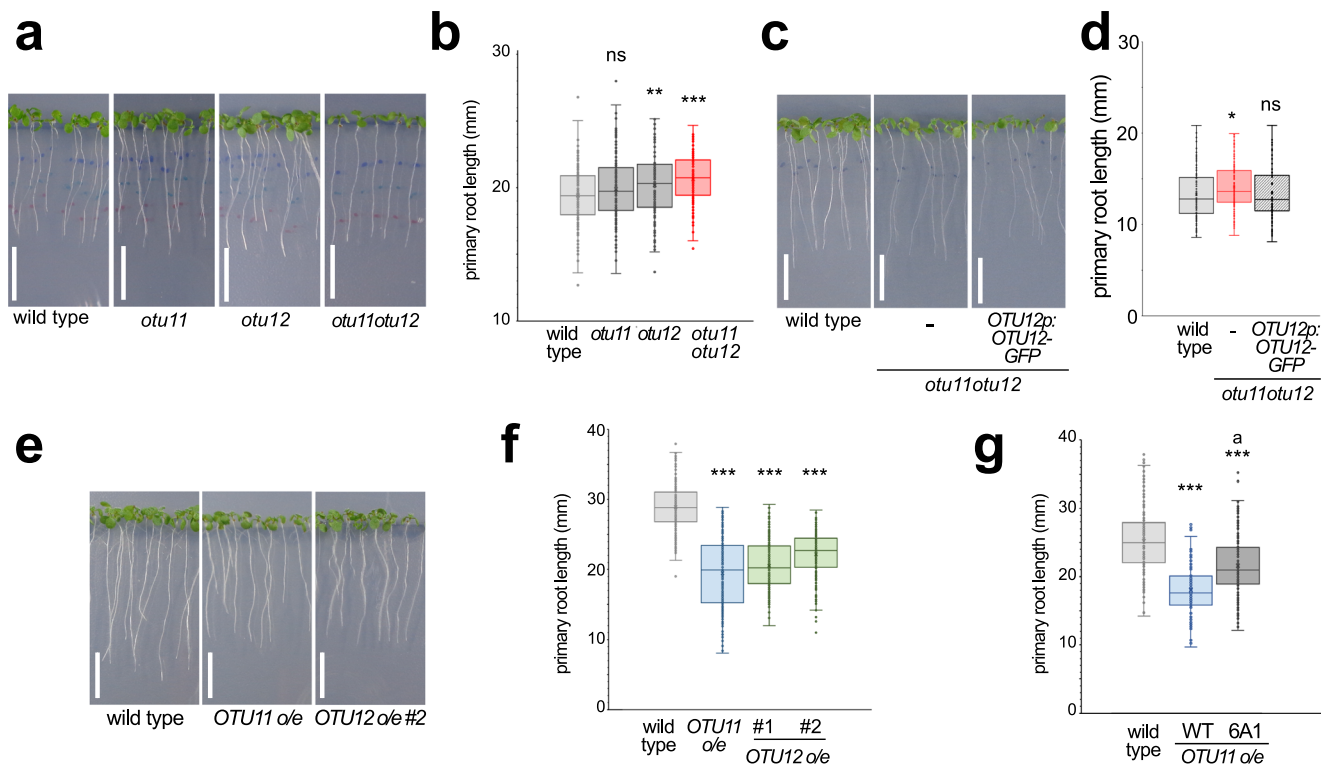 a
wild type
otu11
otu12
otu11otu12
b
primary root length (mm)
30
20
10
ns
**
***
wild
type
otu11
otu12
otu11
otu12
c
wild type
-
OTU12p:
OTU12-
GFP
otu11otu12
d
primary root length (mm)
30
20
10
0
*
ns
wild
type
-
OTU12p:
OTU12-
GFP
otu11otu12
e
wild type
OTU11 o/e
OTU12 o/e #2
f
primary root length (mm)
40
30
20
10
0
***
***
***
wild
type
OTU11
o/e
#1
#2
OTU12 o/e
g
primary root length (mm)
40
30
20
10
0
***
a
***
wild
type
WT
6A1
OTU11 o/e